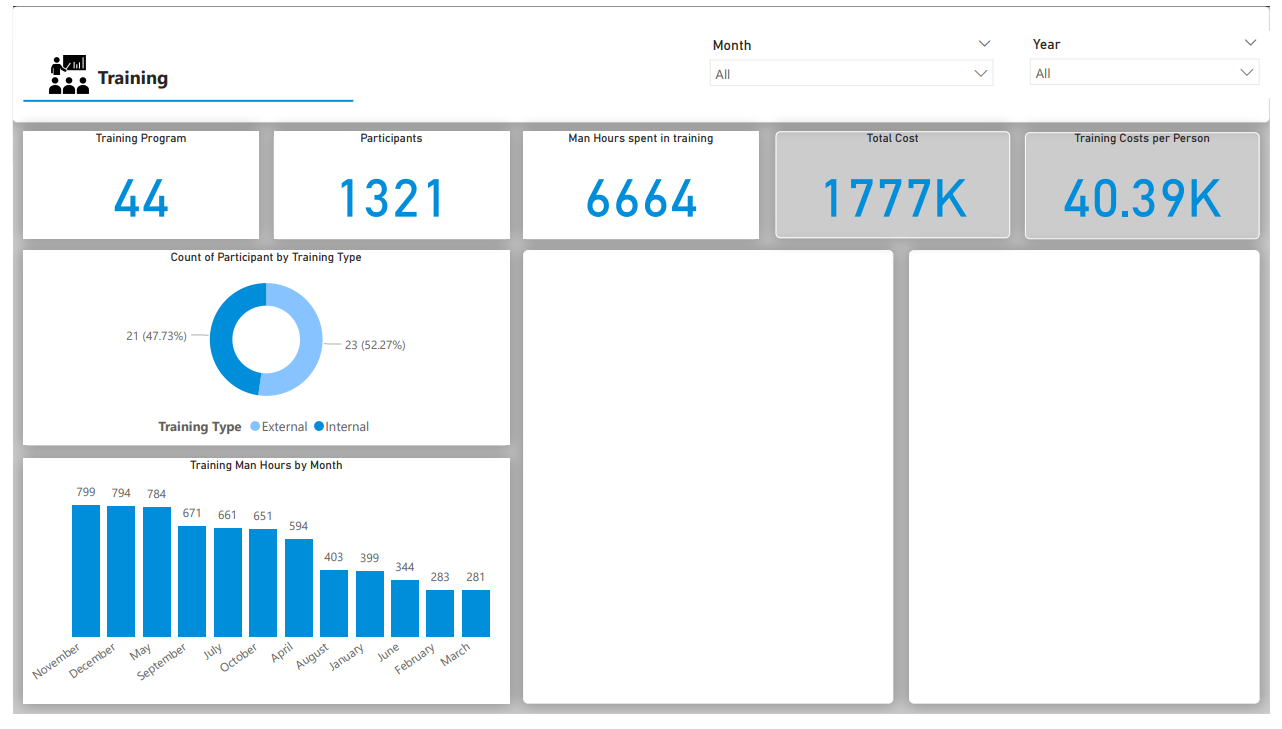 Training
Month
All
Year
All
Training Program
44
Participants
1321
Man Hours spent in training
6664
Total Cost
1777K
Training Costs per Person
40.39K
Count of Participant by Training Type
21 (47.73%)
23 (52.27%)
Training Type External Internal
Training Man Hours by Month
799 794 784 671 661 651 594 403 399 344 283 281
November December May September July October April August January June February March